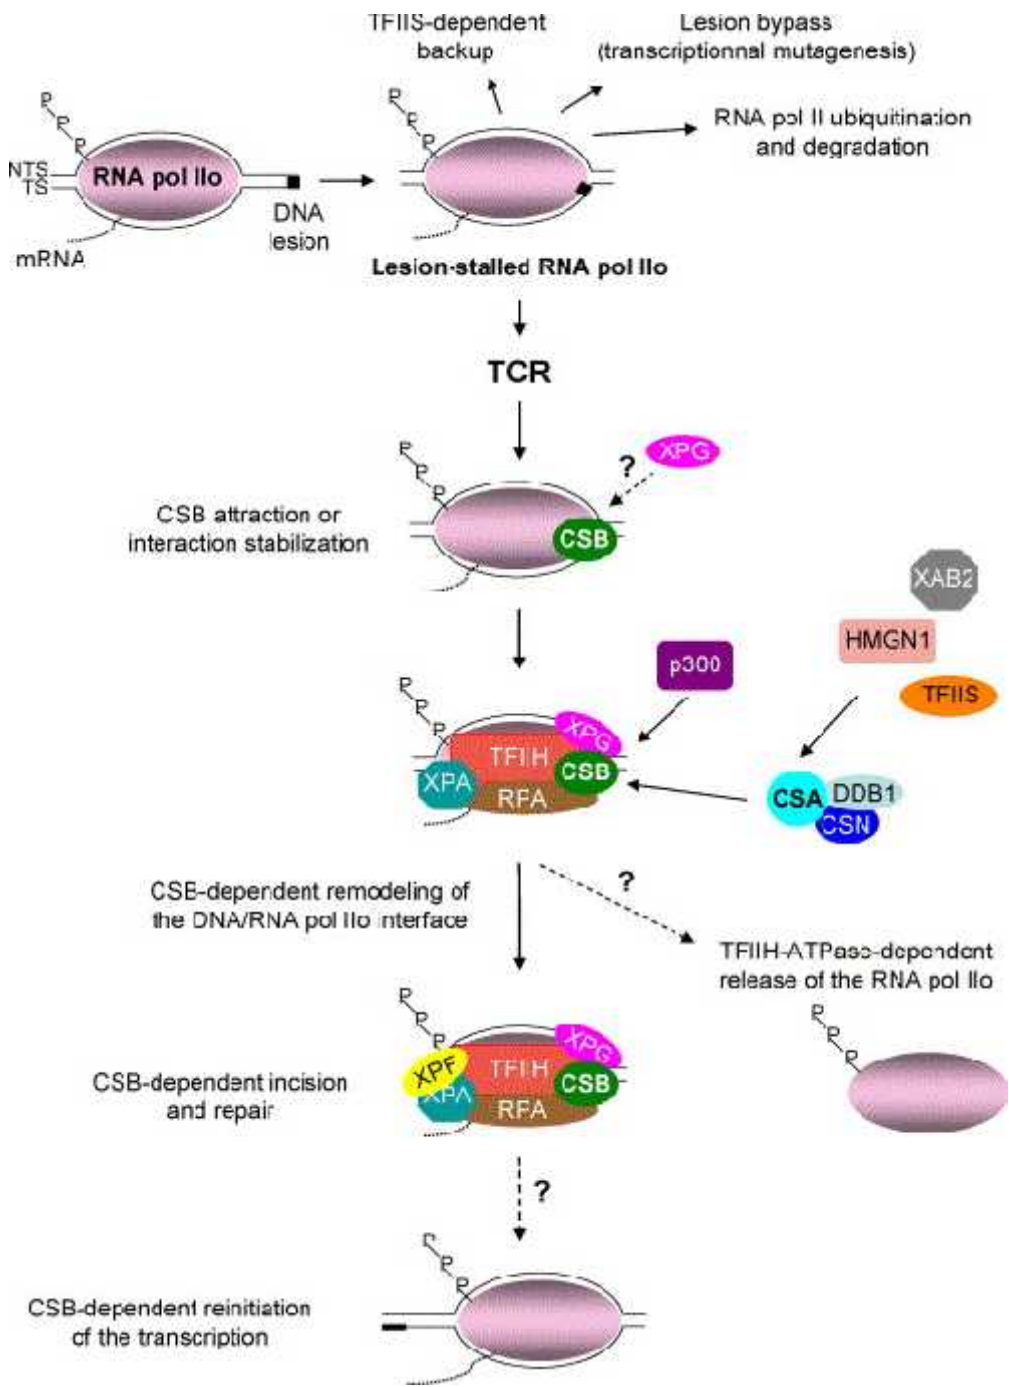 TFIIS-dependent
backup
Lesion bypass
(transcriptionnal mutagenesis)
RNA pol II ubiquitination
and degradation
P
P
P
P
P
P
NTS
TS
RNA pol IIo
DNA
lesion
mRNA
Lesion-stalled RNA pol IIo
TCR
P
P
P
?
XPG
CSB attraction or
interaction stabilization
CSB
XAB2
HMGN1
TFIIS
p300
P
P
P
XPG
TFIIH
CSB
XPA
RPA
CSA
DDB1
CSN
CSB-dependent remodeling of
the DNA/RNA pol IIo interface
?
TFIIH-ATPase-dependent
release of the RNA pol IIo
P
P
P
P
P
P
XPG
XPF
TFIIH
CSB
XPA
RPA
CSB-dependent incision
and repair
?
P
P
P
CSB-dependent reinitiation
of the transcription